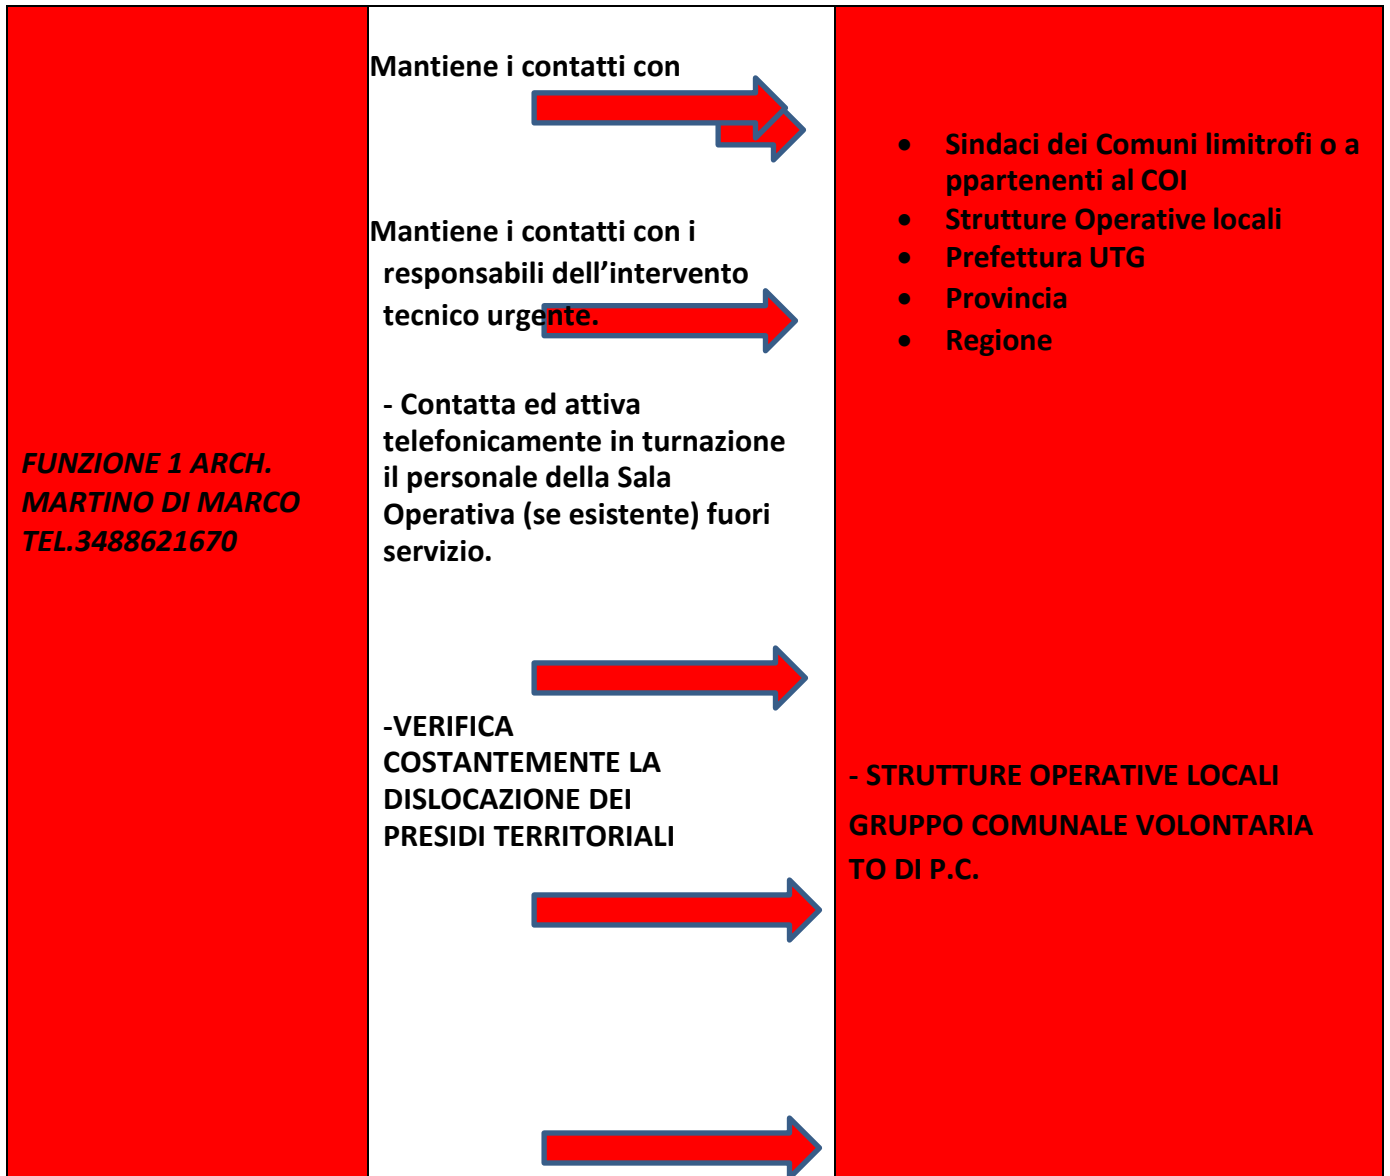 FUNZIONE 1 ARCH.
MARTINO DI MARCO
TEL.3488621670
Mantiene i contatti con
Mantiene i contatti con i
responsabili dell’intervento
tecnico urgente.
- Contatta ed attiva
telefonicamente in turnazione
il personale della Sala
Operativa (se esistente) fuori
servizio.
-VERIFICA
COSTANTEMENTE LA
DISLOCAZIONE DEI
PRESIDI TERRITORIALI
• Sindaci dei Comuni limitrofi o a
ppartenenti al COI
• Strutture Operative locali
• Prefettura UTG
• Provincia
• Regione
- STRUTTURE OPERATIVE LOCALI
GRUPPO COMUNALE VOLONTARIA
TO DI P.C.